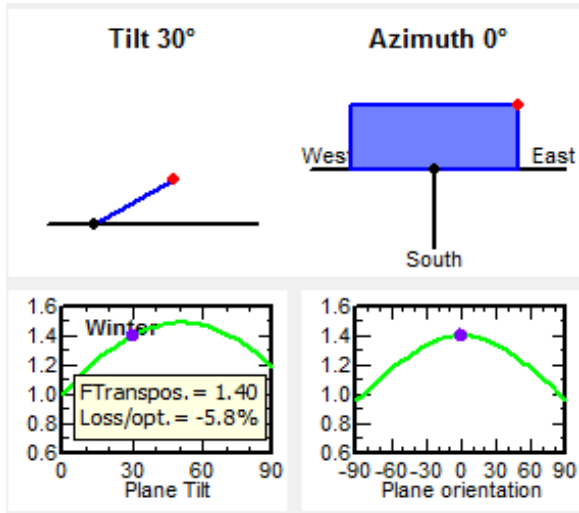 Tilt 30°
Azimuth 0°
West
East
South
1.6
1.4
1.2
1.0
0.8
0.6
Winter
FTranspos.= 1.40
Loss/opt.= -5.8%
0 30 60 90
Plane Tilt
1.6
1.4
1.2
1.0
0.8
0.6
-90 -60 -30 0 30 60 90
Plane orientation